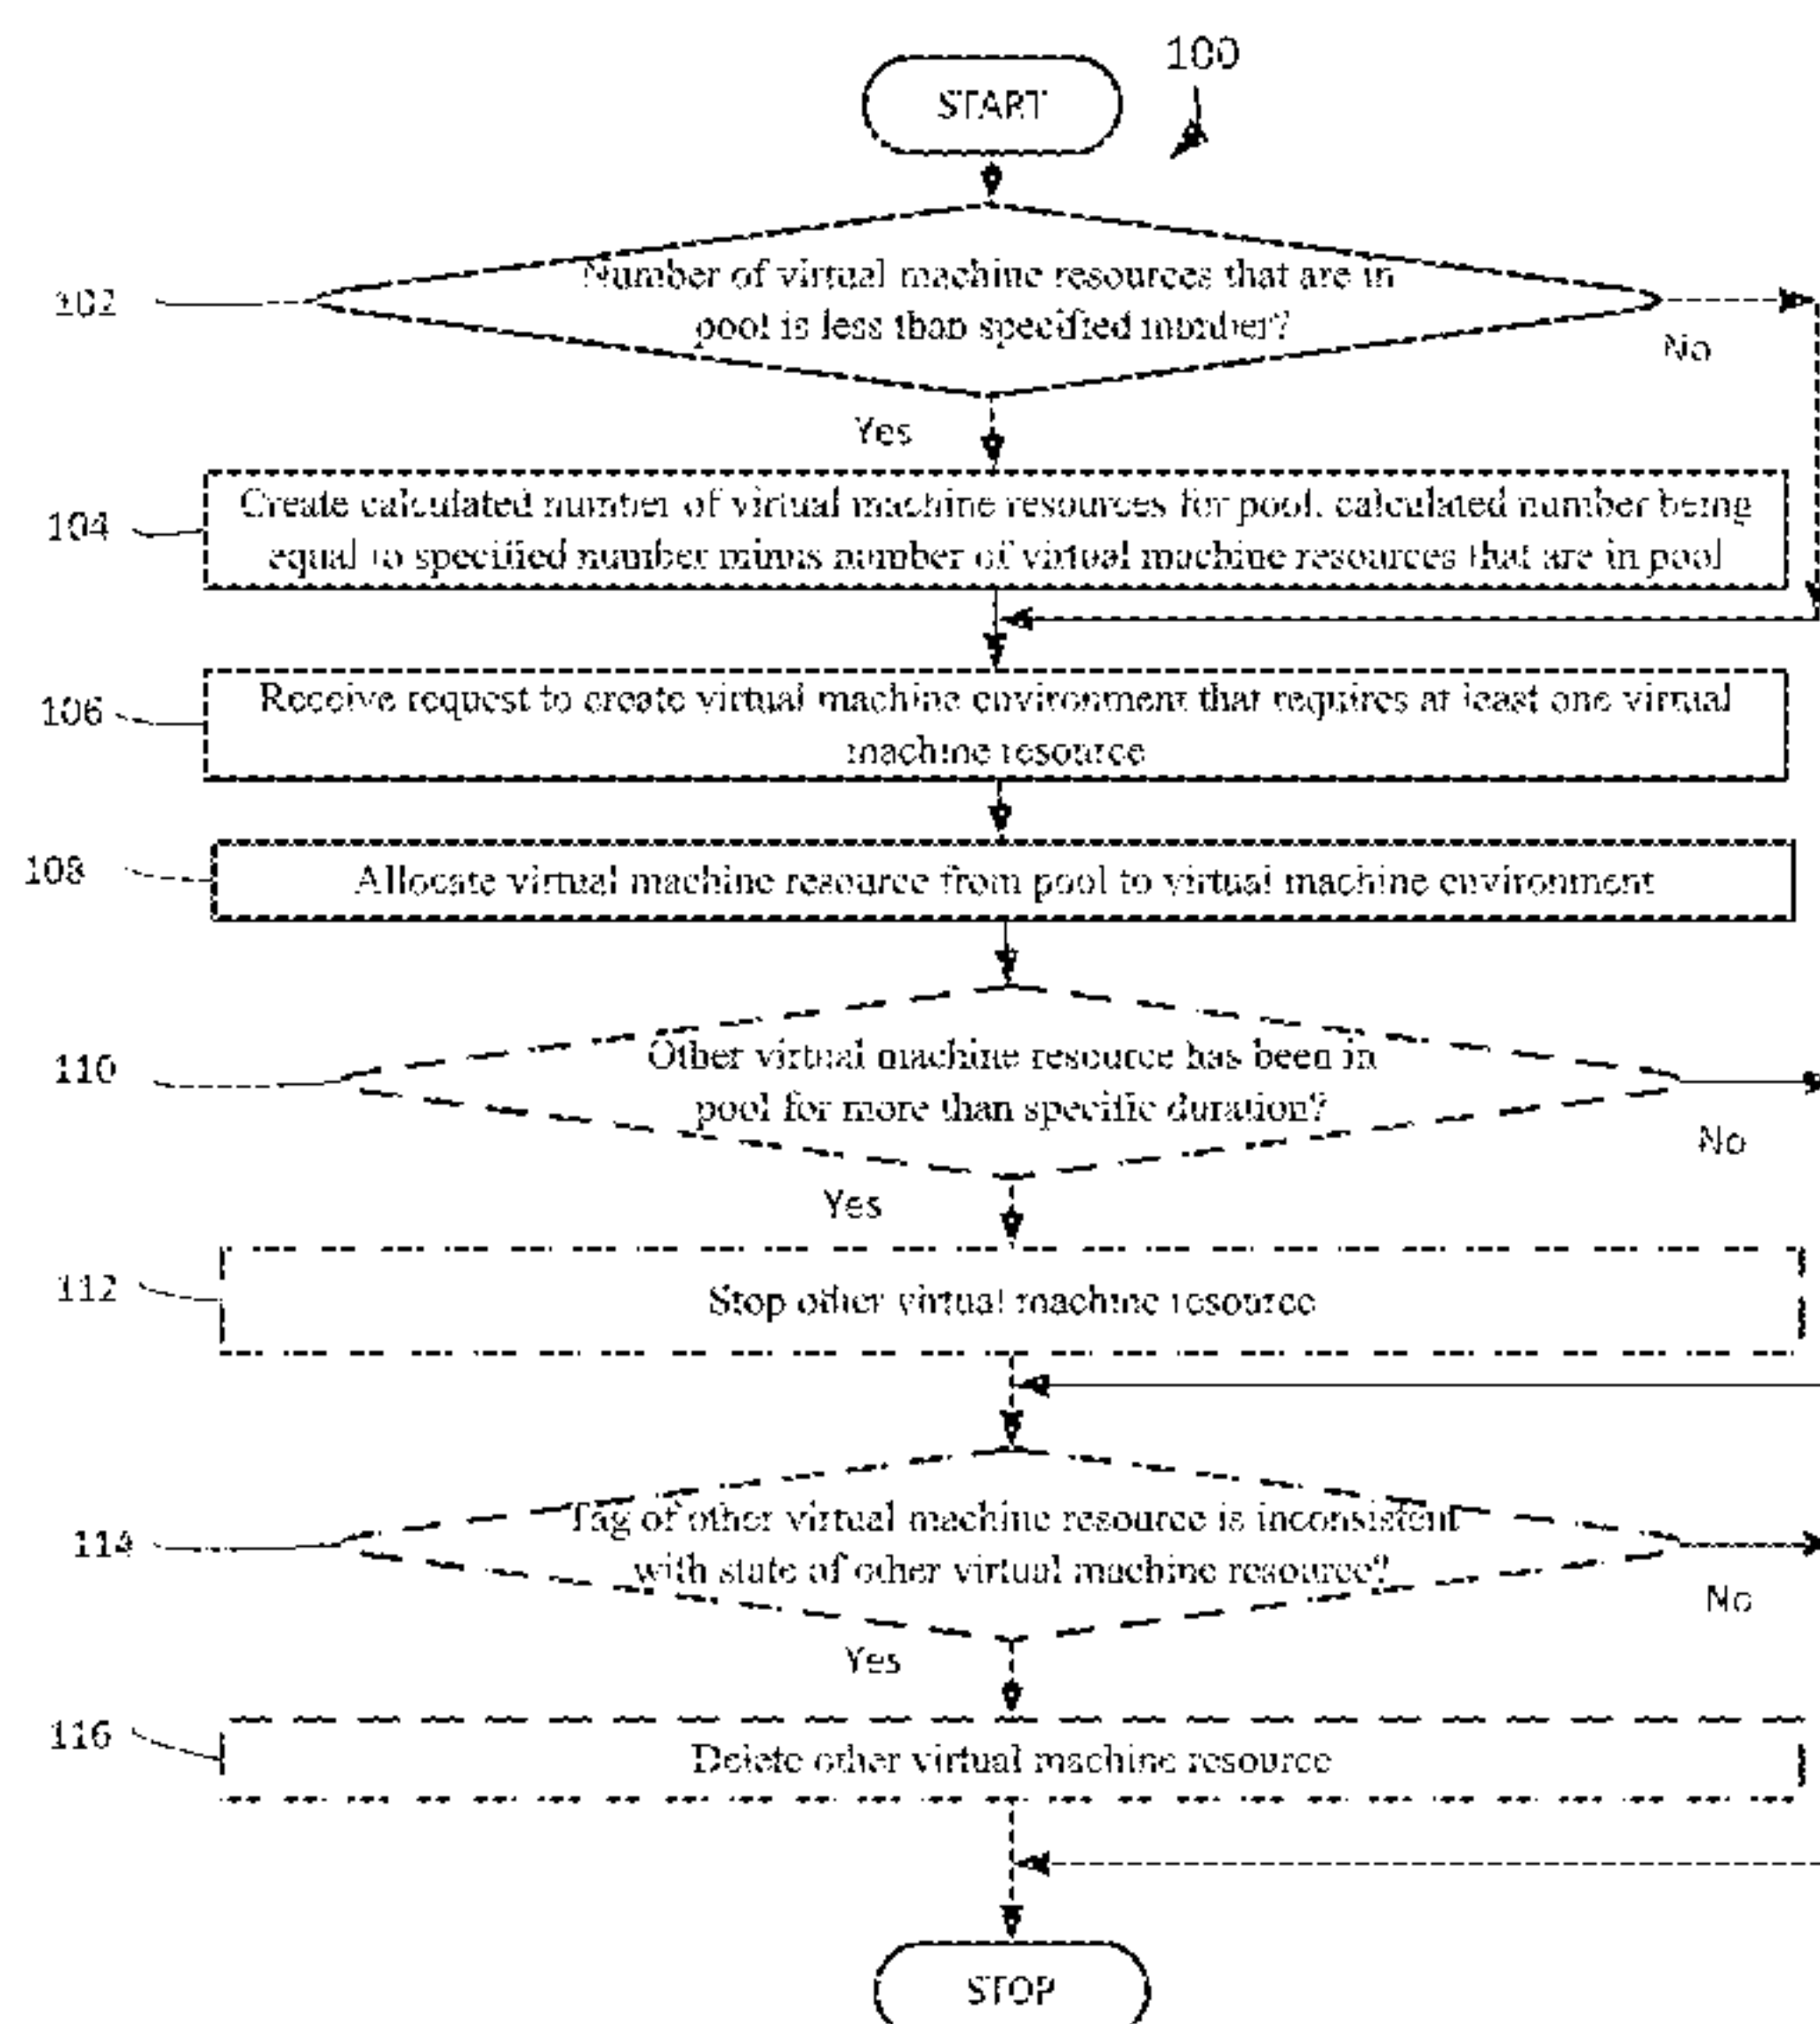 100
START
102
Number of virtual machine resources that are in
pool is less than specified number?
No
Yes
104
Create calculated number of virtual machine resources for pool, calculated number being
equal to specified number minus number of virtual machine resources that are in pool
106
Receive request to create virtual machine environment that requires at least one virtual
machine resource
108
Allocate virtual machine resource from pool to virtual machine environment
110
Other virtual machine resource has been in
pool for more than specific duration?
No
Yes
112
Stop other virtual machine resource
114
Tag of other virtual machine resource is inconsistent
with state of other virtual machine resource?
No
Yes
116
Delete other virtual machine resource
STOP